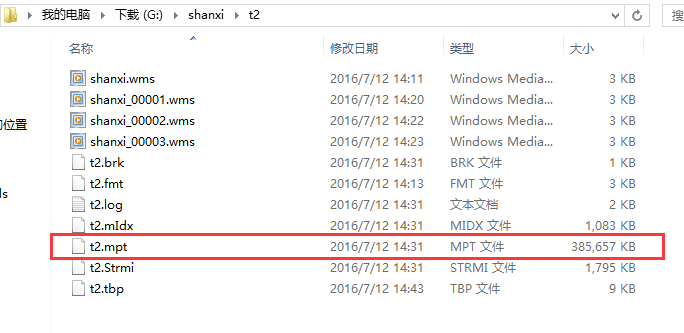 我的电脑 下载 (G:) shanxi t2
名称 修改日期 类型 大小
shanxi.wms 2016/7/12 14:11 Windows Media... 3 KB
shanxi_00001.wms 2016/7/12 14:20 Windows Media... 3 KB
shanxi_00002.wms 2016/7/12 14:22 Windows Media... 3 KB
的位置
shanxi_00003.wms 2016/7/12 14:23 Windows Media... 3 KB
t2.brk 2016/7/12 14:31 BRK 文件 1 KB
t2.fmt 2016/7/12 14:13 FMT 文件 3 KB
ds
t2.log 2016/7/12 14:31 文本文档 2 KB
t2.mIdx 2016/7/12 14:31 MIDX 文件 1,083 KB
t2.mpt 2016/7/12 14:31 MPT 文件 385,657 KB
t2.Strmi 2016/7/12 14:31 STRMI 文件 1,795 KB
t2.tbp 2016/7/12 14:43 TBP 文件 9 KB